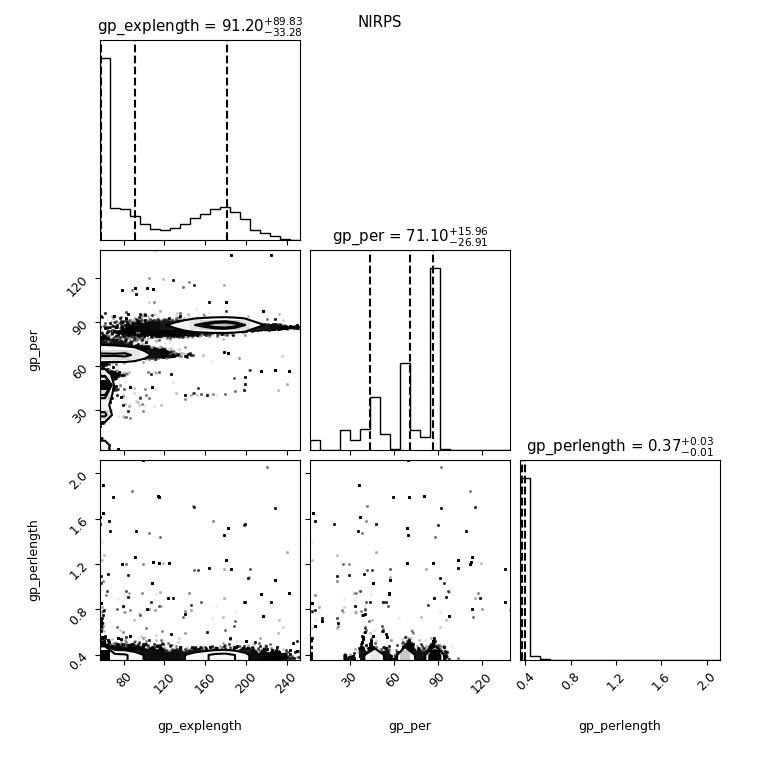 NIRPS
gp_explength = 91.20+89.83−33.28
gp_per = 71.10+15.96−26.91
120
90
60
30
gp_per
gp_perlength = 0.37+0.03−0.01
2.0
1.6
1.2
0.8
0.4
gp_perlength
80 120 160 200 240
30 60 90 120
0.4 0.8 1.2 1.6 2.0
gp_explength gp_per gp_perlength